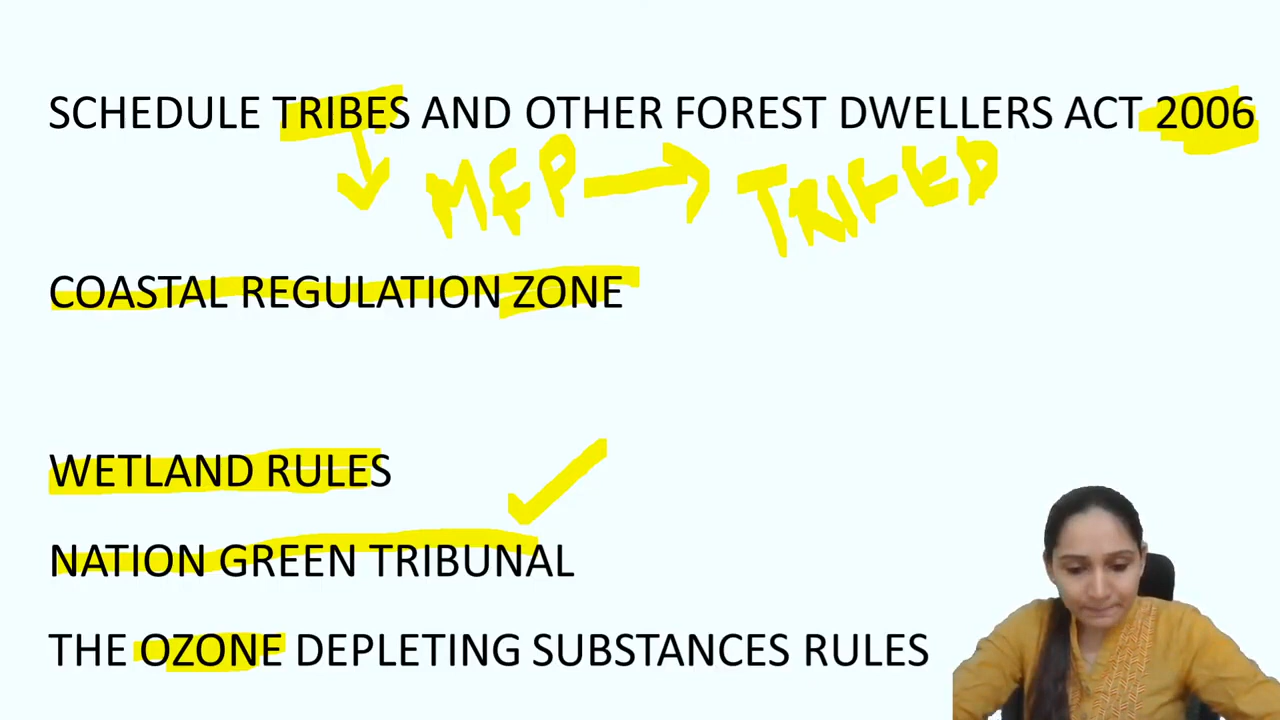 SCHEDULE TRIBES AND OTHER FOREST DWELLERS ACT 2006
MFP → TRIFED
COASTAL REGULATION ZONE
WETLAND RULES
NATION GREEN TRIBUNAL
THE OZONE DEPLETING SUBSTANCES RULES